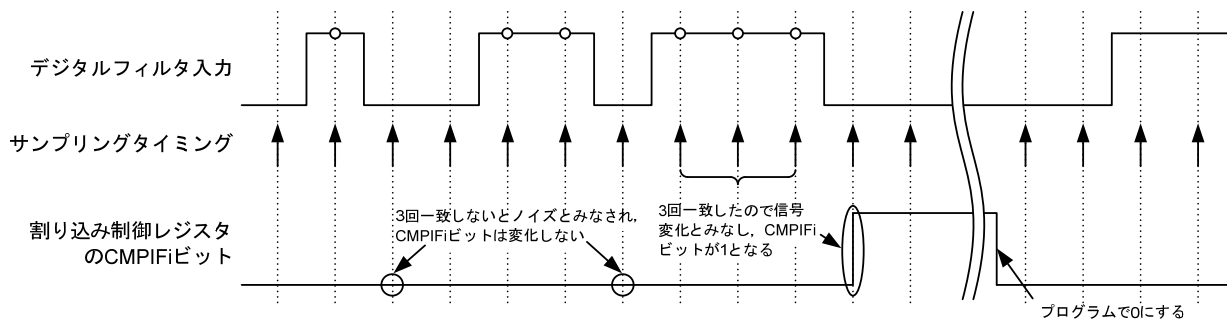 デジタルフィルタ入力
サンプリングタイミング
割り込み制御レジスタ
のCMPIFiビット
3回一致しないとノイズとみなされ,
CMPIFiビットは変化しない
3回一致したので信号
変化とみなし, CMPIFi
ビットが1となる
プログラムで0にする